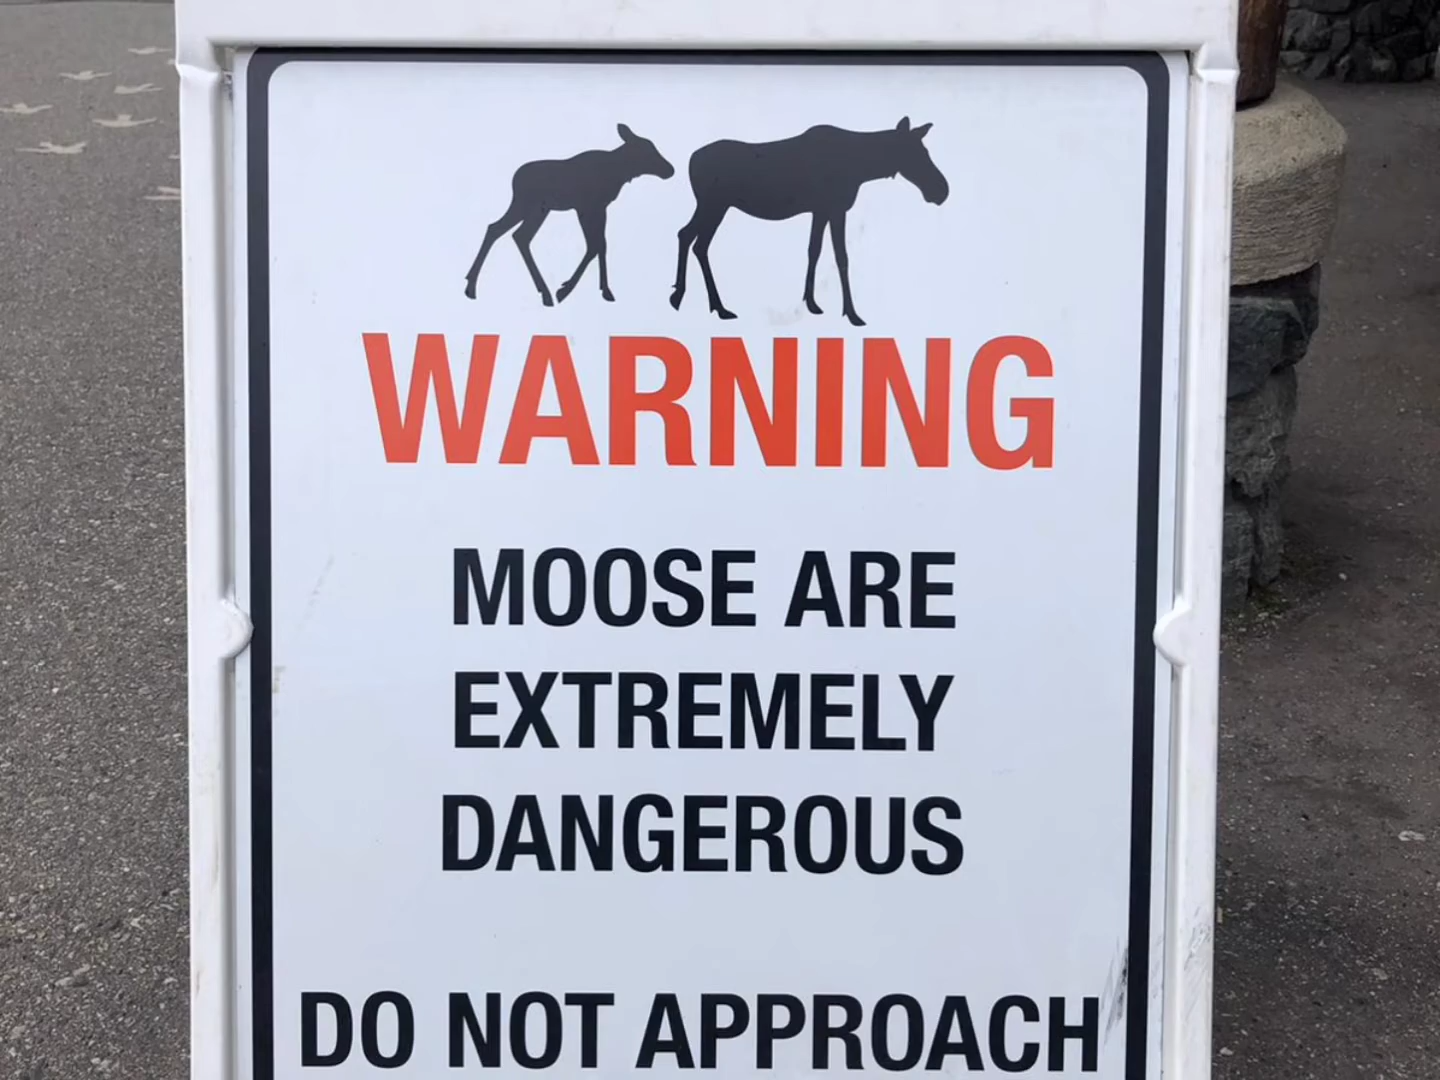 WARNING
MOOSE ARE
EXTREMELY
DANGEROUS
DO NOT APPROACH